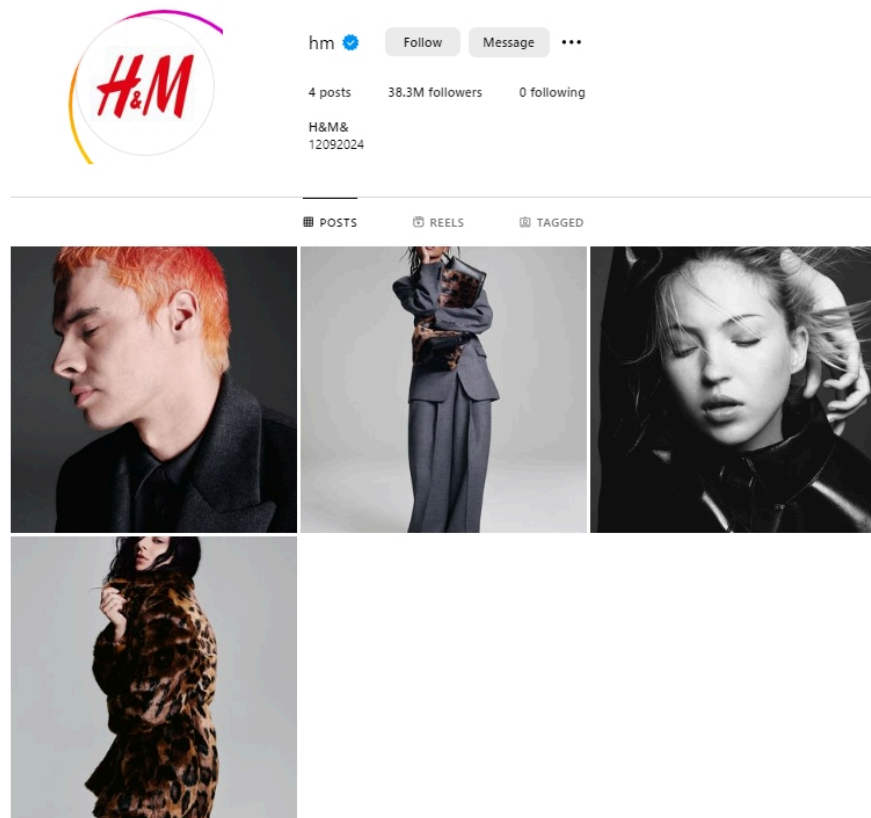 H&M
hm
Follow
Message
4 posts 38.3M followers 0 following
H&M&
12092024
POSTS REELS TAGGED